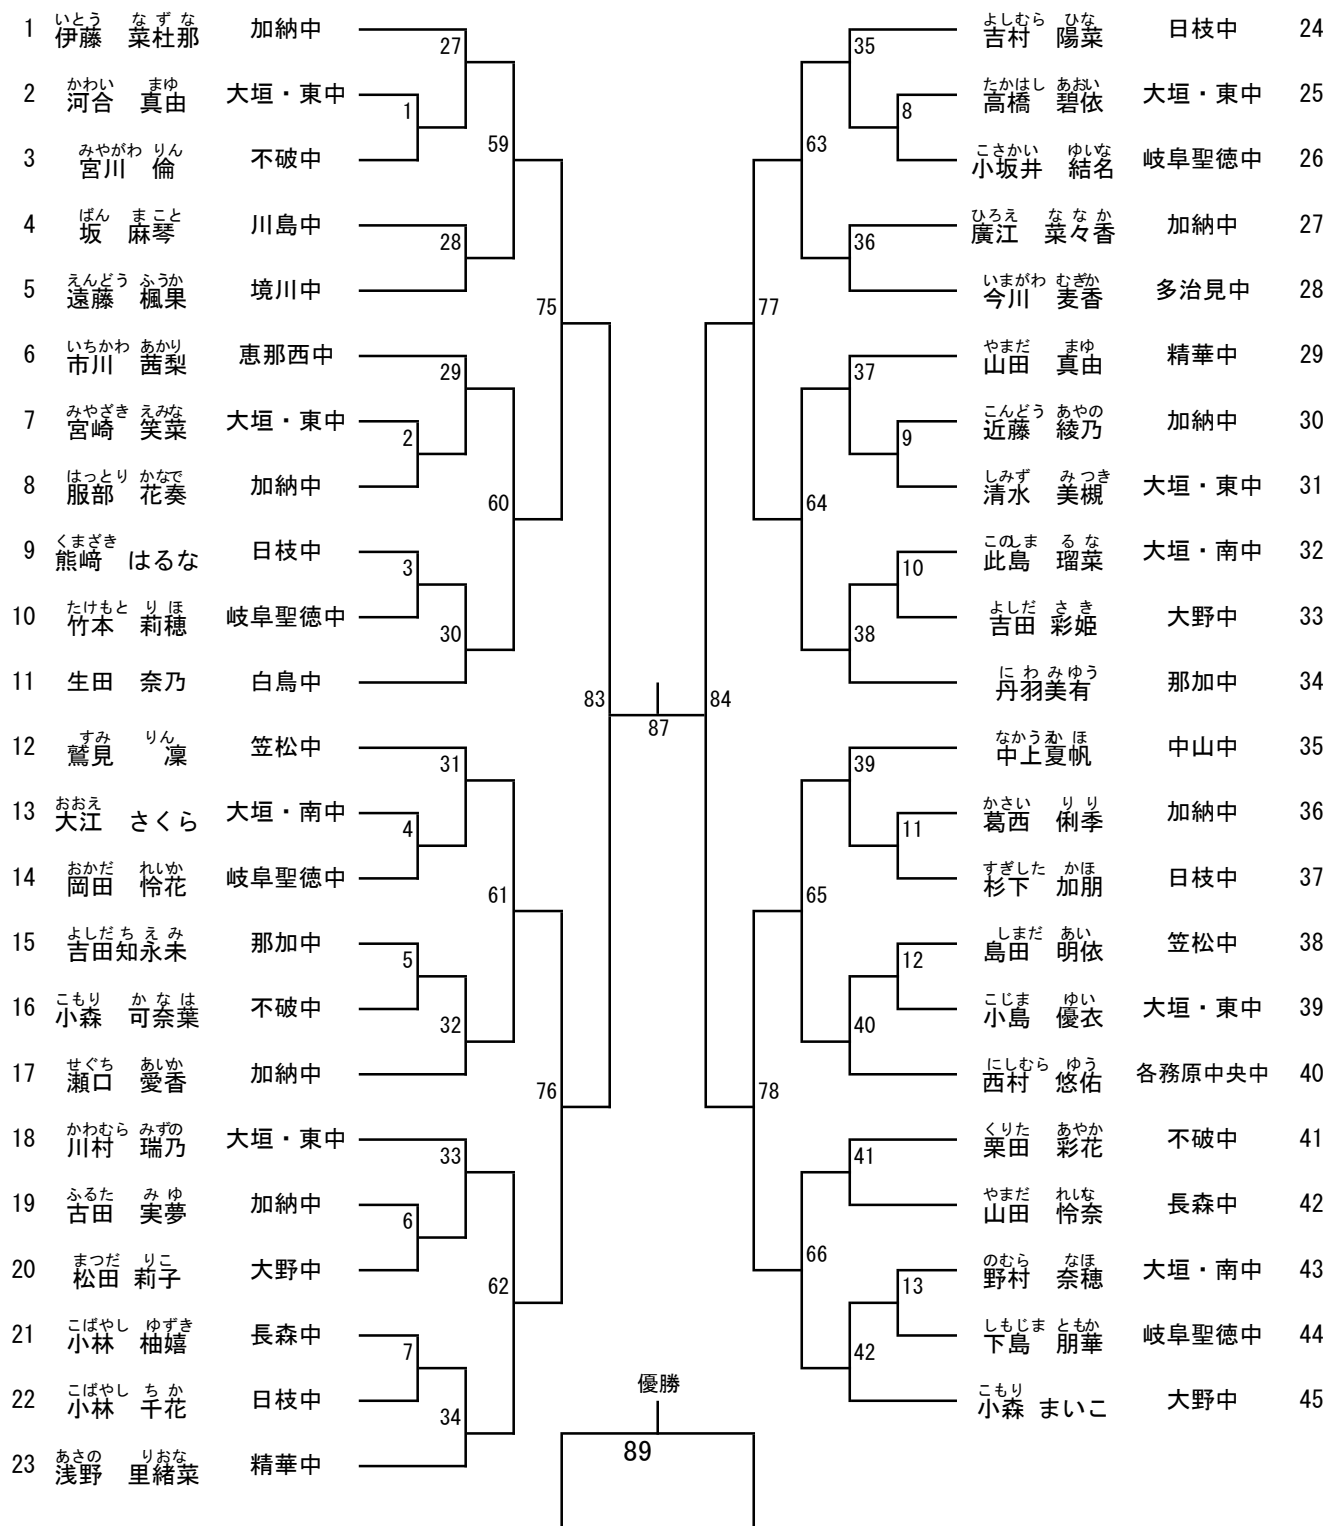 いとう なずな よしむら ひな
1 伊藤 菜杜那 加納中 吉村 陽菜 日枝中 24
27 35
かわい まゆ たかはし あおい
2 河合 真由 大垣・東中 高橋 碧依 大垣・東中 25
1 8
59 63
みやがわ りん こさかい ゆいな
3 宮川 倫 不破中 小坂井 結名 岐阜聖徳中 26
ばん まこと ひろえ ななか
4 坂 麻琴 川島中 廣江 菜々香 加納中 27
28 36
えんどう ふうか いまがわ むぎか
5 遠藤 楓果 境川中 今川 麦香 多治見中 28
75 77
いちかわ あかり やまだ まゆ
6 市川 茜梨 恵那西中 山田 真由 精華中 29
29 37
みやざき えみな こんどう あやの
7 宮崎 笑菜 大垣・東中 近藤 綾乃 加納中 30
2 9
はっとり かなで しみず みつき
8 服部 花奏 加納中 清水 美槻 大垣・東中 31
60 64
くまざき このしま るな
9 熊﨑 はるな 日枝中 此島 瑠菜 大垣・南中 32
3 10
たけもと りほ よしだ さき
10 竹本 莉穂 岐阜聖徳中 吉田 彩姫 大野中 33
30 38
にわみゆう
11 生田 奈乃 白鳥中 丹羽美有 那加中 34
83 84
87
すみ りん なかうえかほ
12 鷲見 凜 笠松中 中上夏帆 中山中 35
31 39
おおえ かさい りり
13 大江 さくら 大垣・南中 葛西 俐季 加納中 36
4 11
おかだ れいか すぎした かほ
14 岡田 怜花 岐阜聖徳中 杉下 加朋 日枝中 37
61 65
よしだちえみ しまだ あい
15 吉田知永未 那加中 島田 明依 笠松中 38
5 12
こもり かなは こじま ゆい
16 小森 可奈葉 不破中 小島 優衣 大垣・東中 39
32 40
せぐち あいか にしむら ゆう
17 瀬口 愛香 加納中 西村 悠佑 各務原中央中 40
76 78
かわむら みずの くりた あやか
18 川村 瑞乃 大垣・東中 栗田 彩花 不破中 41
33 41
ふるた みゆ やまだ れいな
19 古田 実夢 加納中 山田 怜奈 長森中 42
6
66
まつだ りこ のむら なほ
20 松田 莉子 大野中 野村 奈穂 大垣・南中 43
62 13
こばやし ゆずき しもじま ともか
21 小林 柚嬉 長森中 下島 朋華 岐阜聖徳中 44
7 42
優勝
こばやし ちか こもり
22 小林 千花 日枝中 小森 まいこ 大野中 45
34
89
あさの りおな
23 浅野 里緒菜 精華中